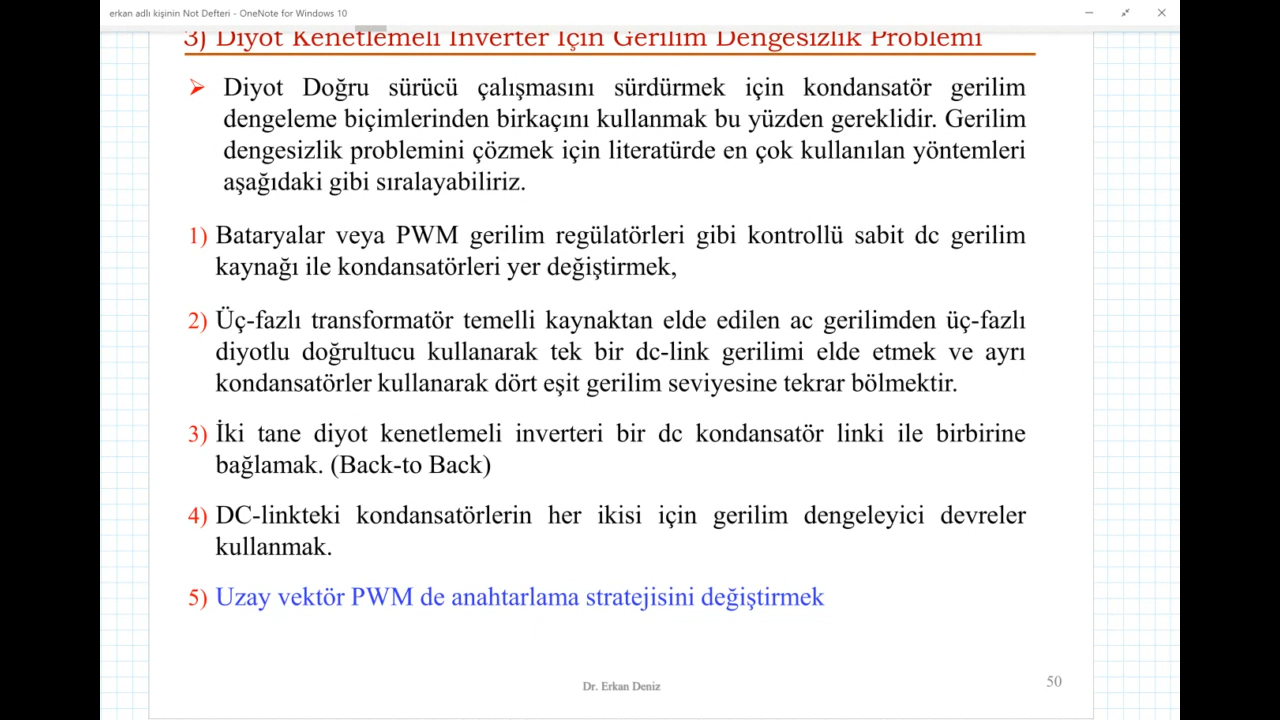 erkan adlı kişinin Not Defteri - OneNote for Windows 10
3) Diyot Kenetlemeli İnverter İçin Gerilim Dengesizlik Problemi
➢ Diyot Doğru sürücü çalışmasını sürdürmek için kondansatör gerilim
dengeleme biçimlerinden birkaçını kullanmak bu yüzden gereklidir. Gerilim
dengesizlik problemini çözmek için literatürde en çok kullanılan yöntemleri
aşağıdaki gibi sıralayabiliriz.
1) Bataryalar veya PWM gerilim regülatörleri gibi kontrollü sabit dc gerilim
kaynağı ile kondansatörleri yer değiştirmek,
2) Üç-fazlı transformatör temelli kaynaktan elde edilen ac gerilimden üç-fazlı
diyotlu doğrultucu kullanarak tek bir dc-link gerilimi elde etmek ve ayrı
kondansatörler kullanarak dört eşit gerilim seviyesine tekrar bölmektir.
3) İki tane diyot kenetlemeli inverteri bir dc kondansatör linki ile birbirine
bağlamak. (Back-to Back)
4) DC-linkteki kondansatörlerin her ikisi için gerilim dengeleyici devreler
kullanmak.
5) Uzay vektör PWM de anahtarlama stratejisini değiştirmek
Dr. Erkan Deniz
50